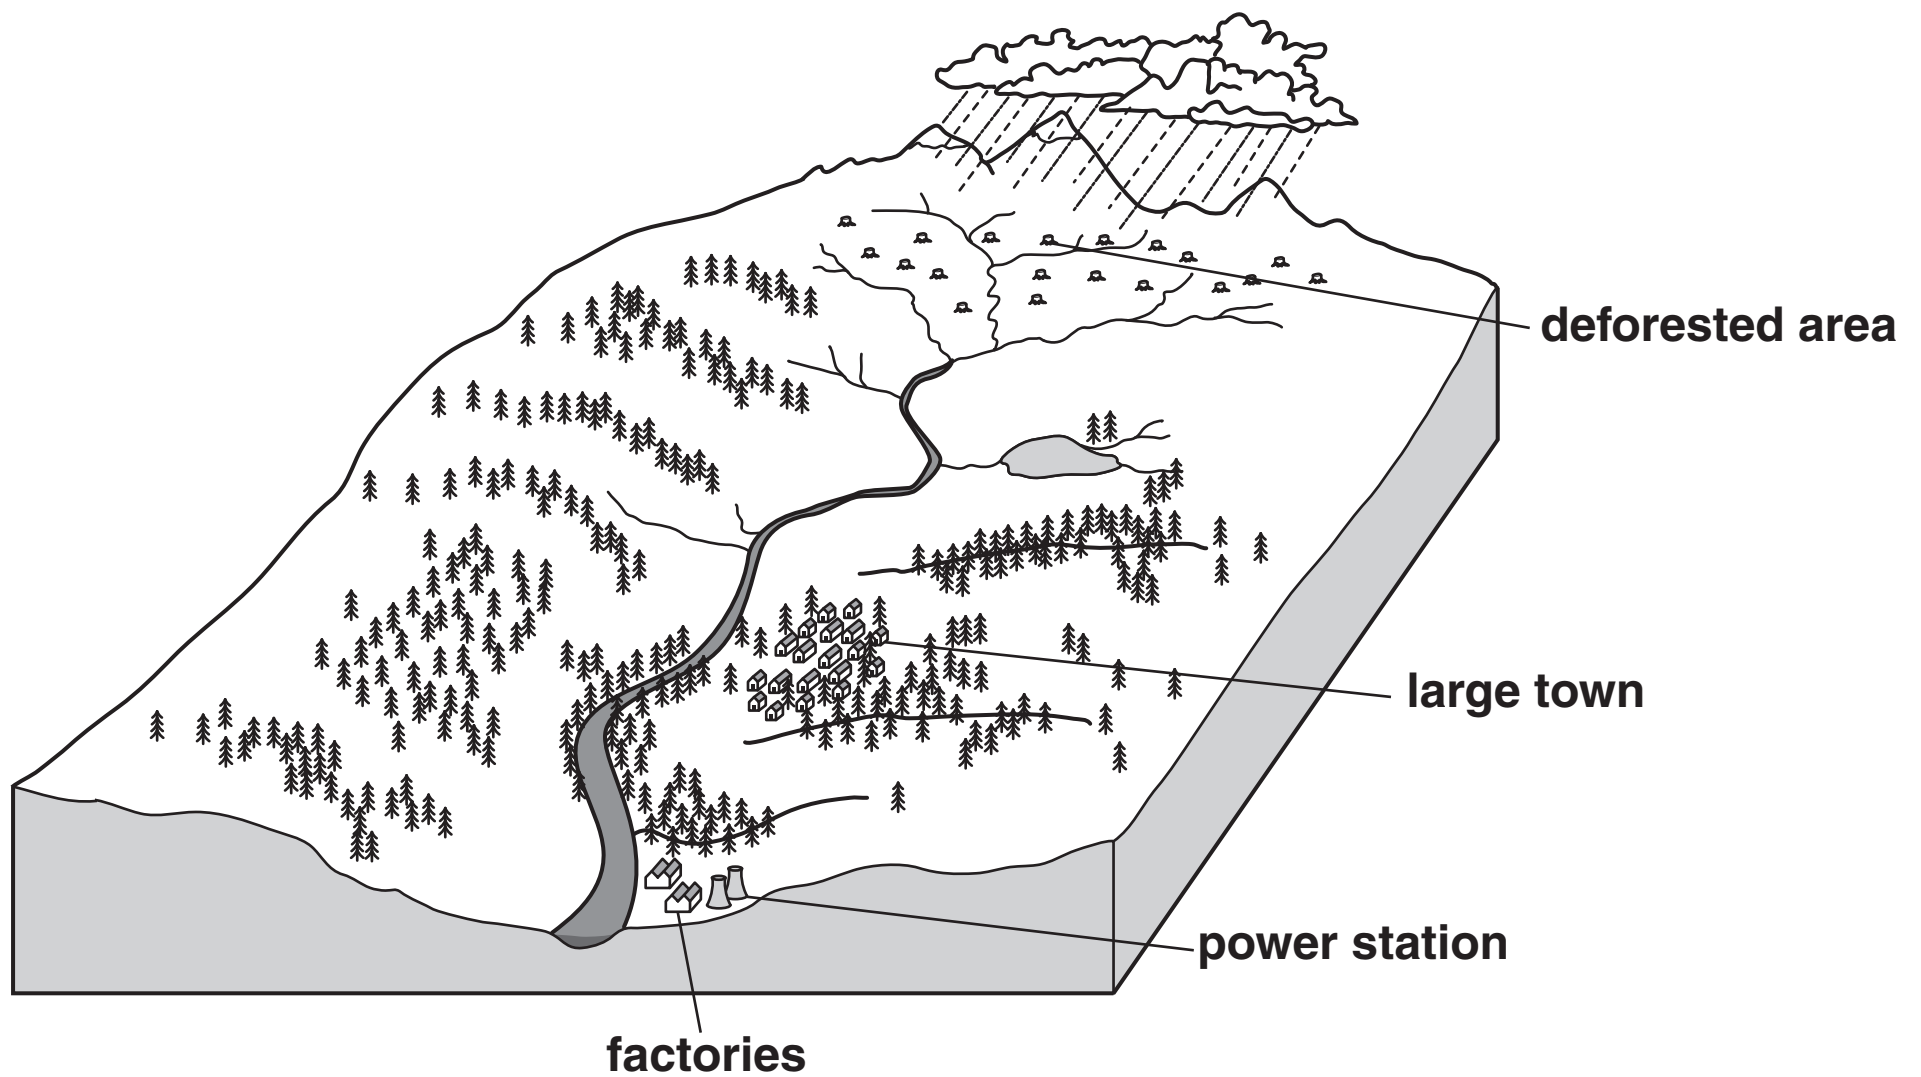 deforested area
large town
power station
factories